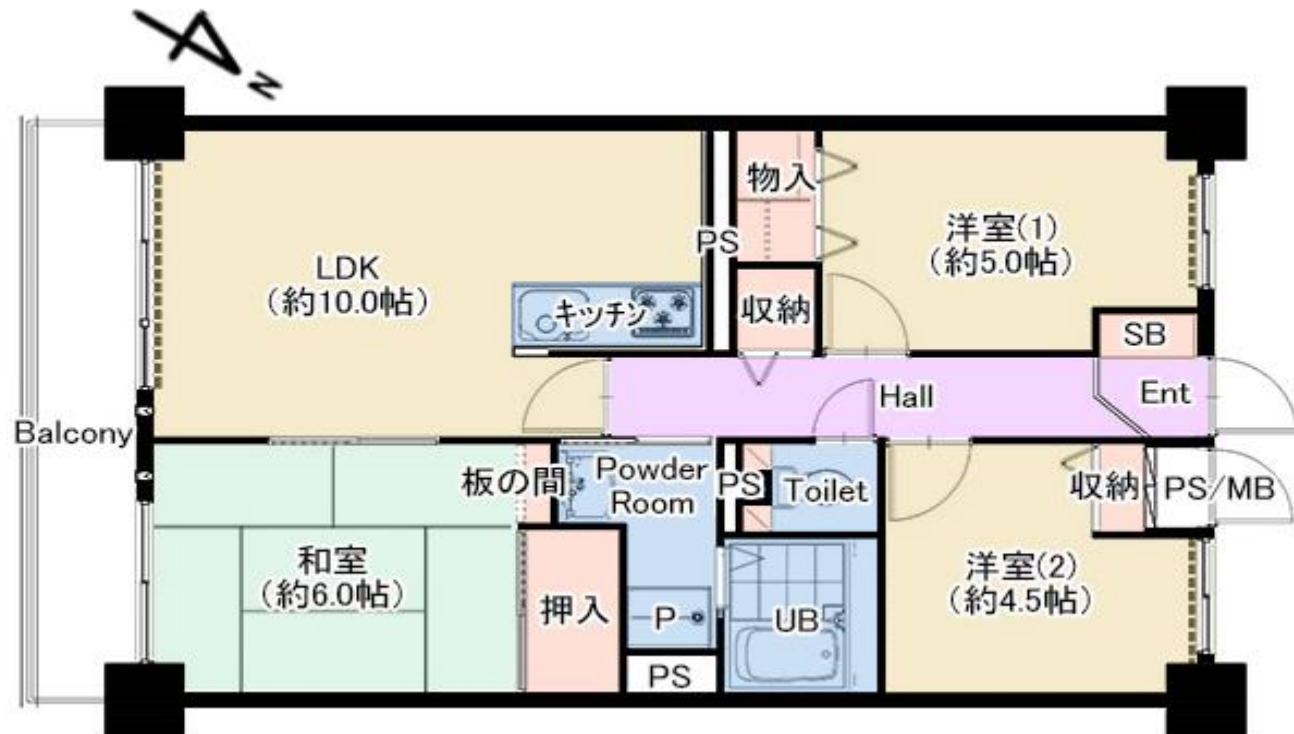 N
物入
PS
洋室(1)
(約5.0帖)
LDK
(約10.0帖)
キッチン
収納
SB
Hall
Ent
Balcony
板の間
Powder
Room
PS
Toilet
収納
PS/MB
和室
(約6.0帖)
押入
P
UB
洋室(2)
(約4.5帖)
PS